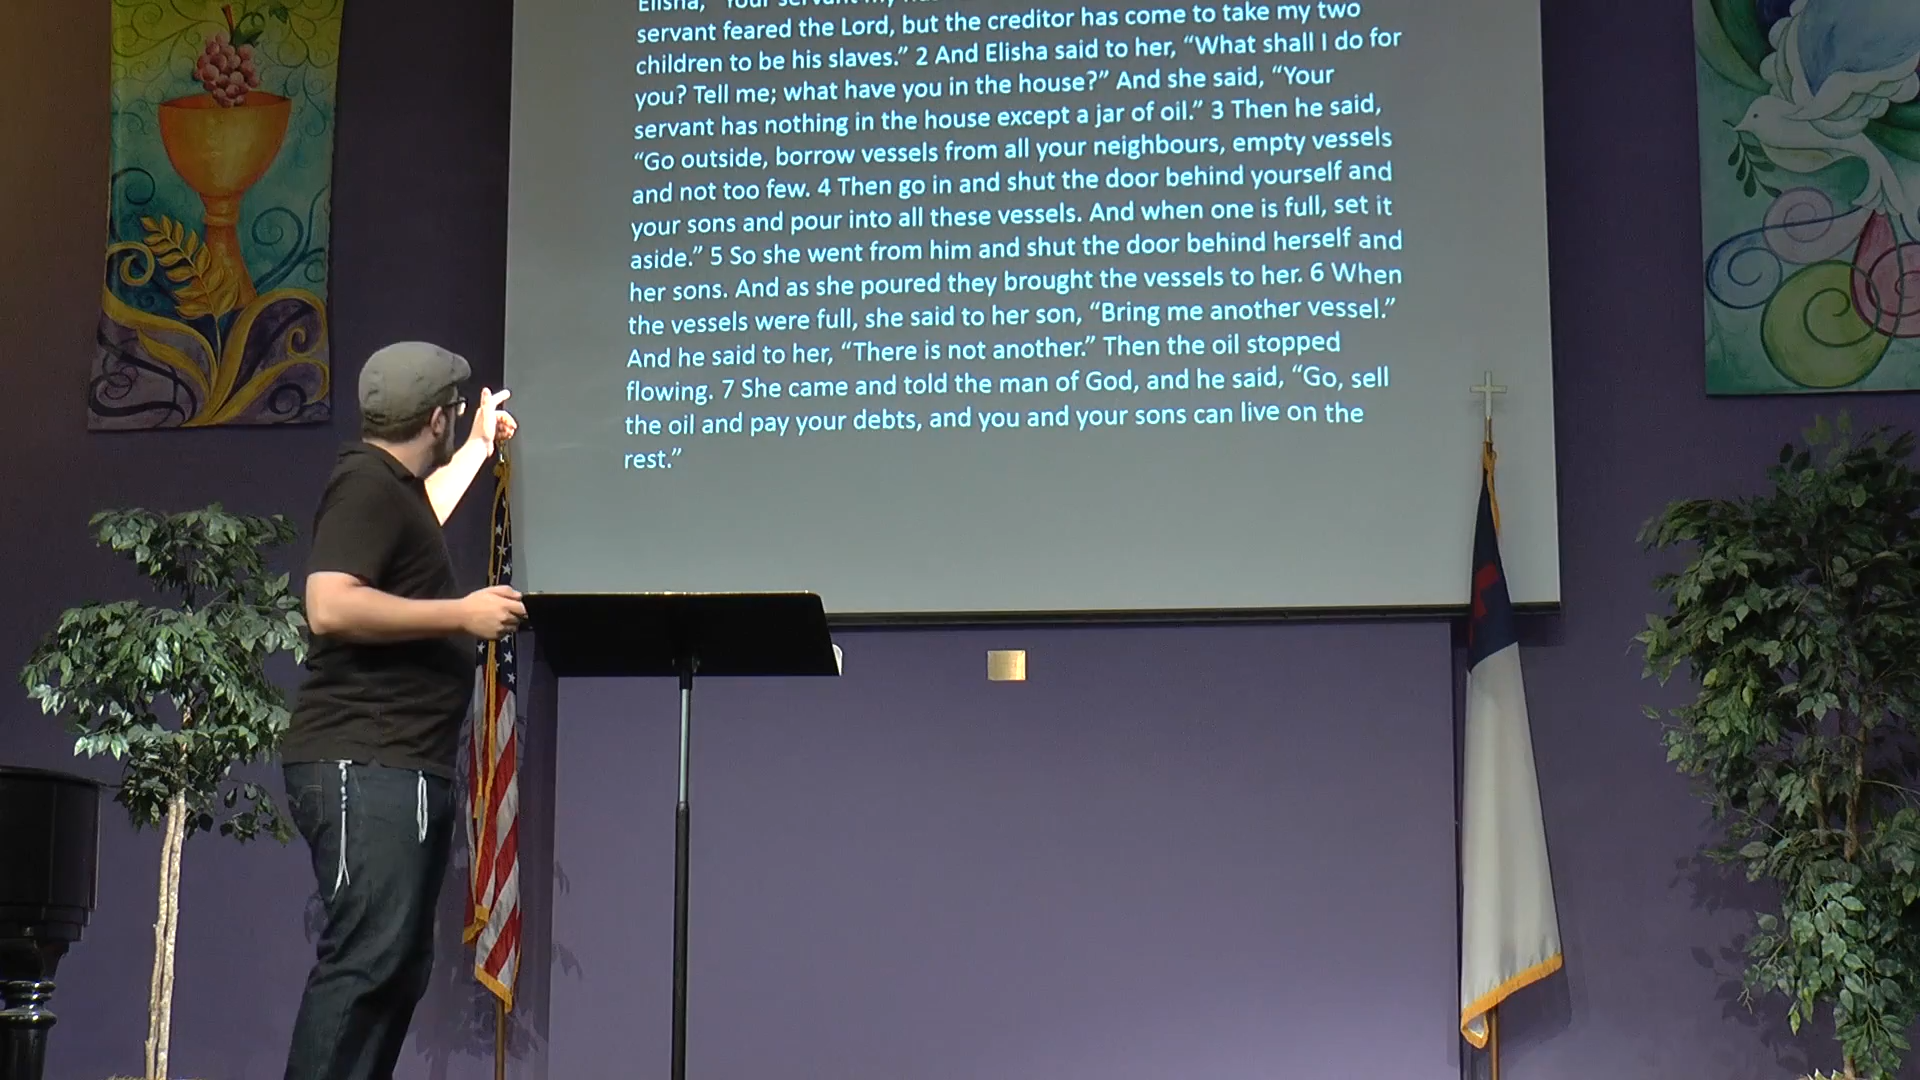 Elisha, "Your servant my
servant feared the Lord, but the creditor has come to take my two
children to be his slaves." 2 And Elisha said to her, "What shall I do for
you? Tell me; what have you in the house?" And she said, "Your
servant has nothing in the house except a jar of oil." 3 Then he said,
"Go outside, borrow vessels from all your neighbours, empty vessels
and not too few. 4 Then go in and shut the door behind yourself and
your sons and pour into all these vessels. And when one is full, set it
aside." 5 So she went from him and shut the door behind herself and
her sons. And as she poured they brought the vessels to her. 6 When
the vessels were full, she said to her son, "Bring me another vessel."
And he said to her, "There is not another." Then the oil stopped
flowing. 7 She came and told the man of God, and he said, "Go, sell
the oil and pay your debts, and you and your sons can live on the
rest."